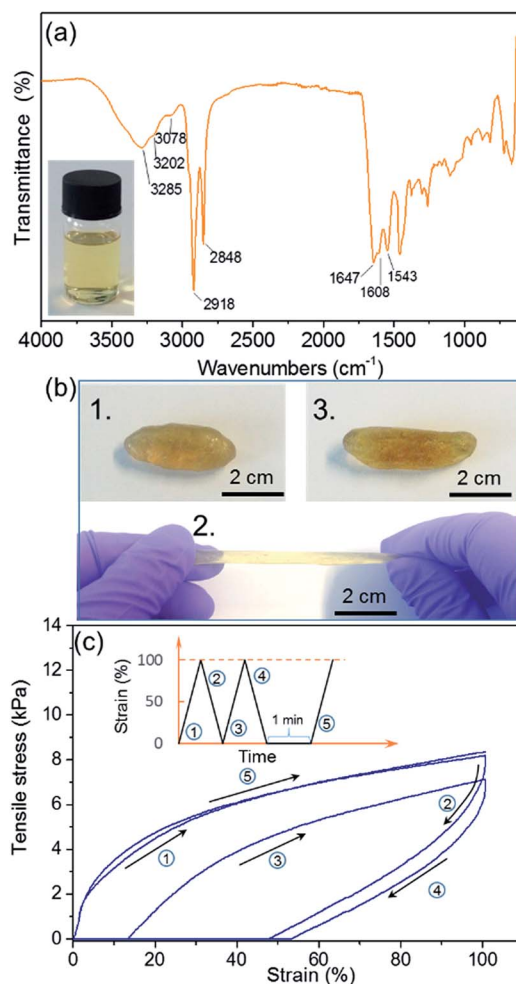 (a)
Transmittance (%)
3078
3202
3285
2848
2918
1647
1608
1543
4000 3500 3000 2500 2000 1500 1000
Wavenumbers (cm⁻¹)
(b)
1.
2 cm
3.
2 cm
2.
2 cm
(c)
Tensile stress (kPa)
14
12
10
8
6
4
2
0
Strain (%)
100
50
0
① ② ③ ④ ⑤
1 min
Time
⑤
①
③
②
④
0 20 40 60 80 100
Strain (%)